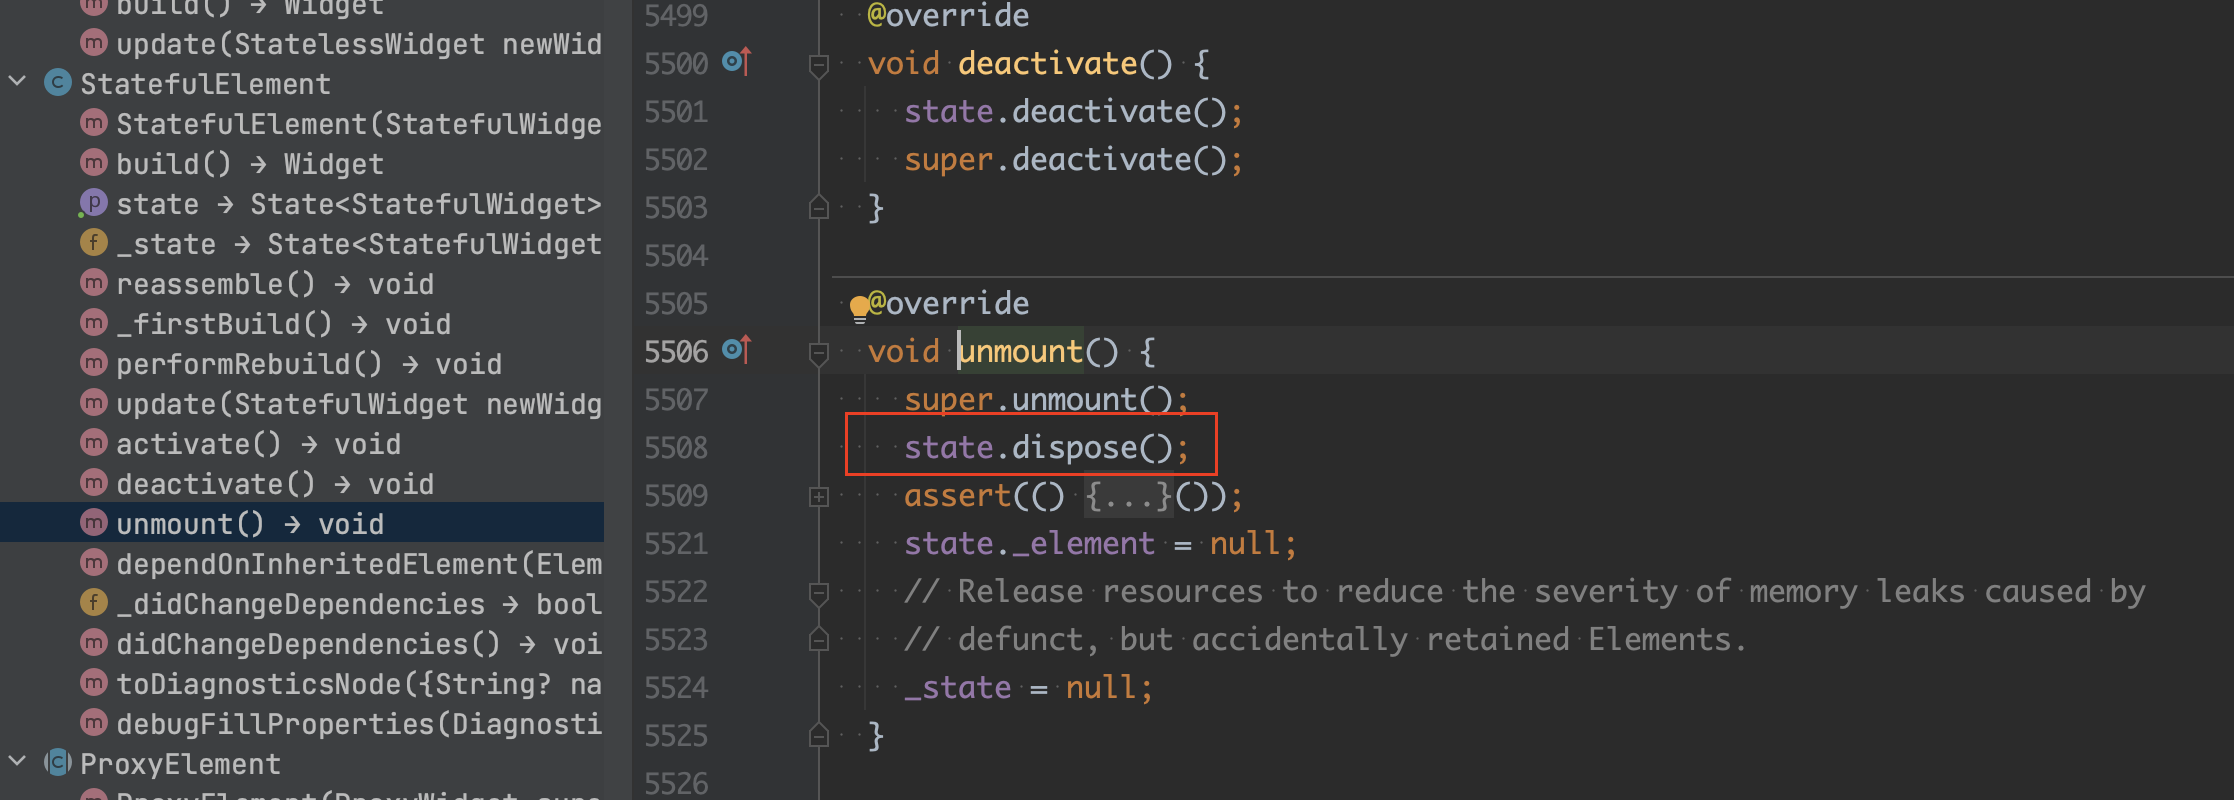 build() → Widget
update(StatelessWidget newWid
StatefulElement
StatefulElement(StatefulWidge
build() → Widget
state → State<StatefulWidget>
_state → State<StatefulWidget
reassemble() → void
_firstBuild() → void
performRebuild() → void
update(StatefulWidget newWidg
activate() → void
deactivate() → void
unmount() → void
dependOnInheritedElement(Elem
_didChangeDependencies → bool
didChangeDependencies() → voi
toDiagnosticsNode({String? na
debugFillProperties(Diagnosti
ProxyElement
ProxyElement(ProxyWidget supe
5499 @override
5500 void deactivate() {
5501 state.deactivate();
5502 super.deactivate();
5503 }
5504
5505 @override
5506 void unmount() {
5507 super.unmount();
5508 state.dispose();
5509 assert(() {...}());
5521 state._element = null;
5522 // Release resources to reduce the severity of memory leaks caused by
5523 // defunct, but accidentally retained Elements.
5524 _state = null;
5525 }
5526